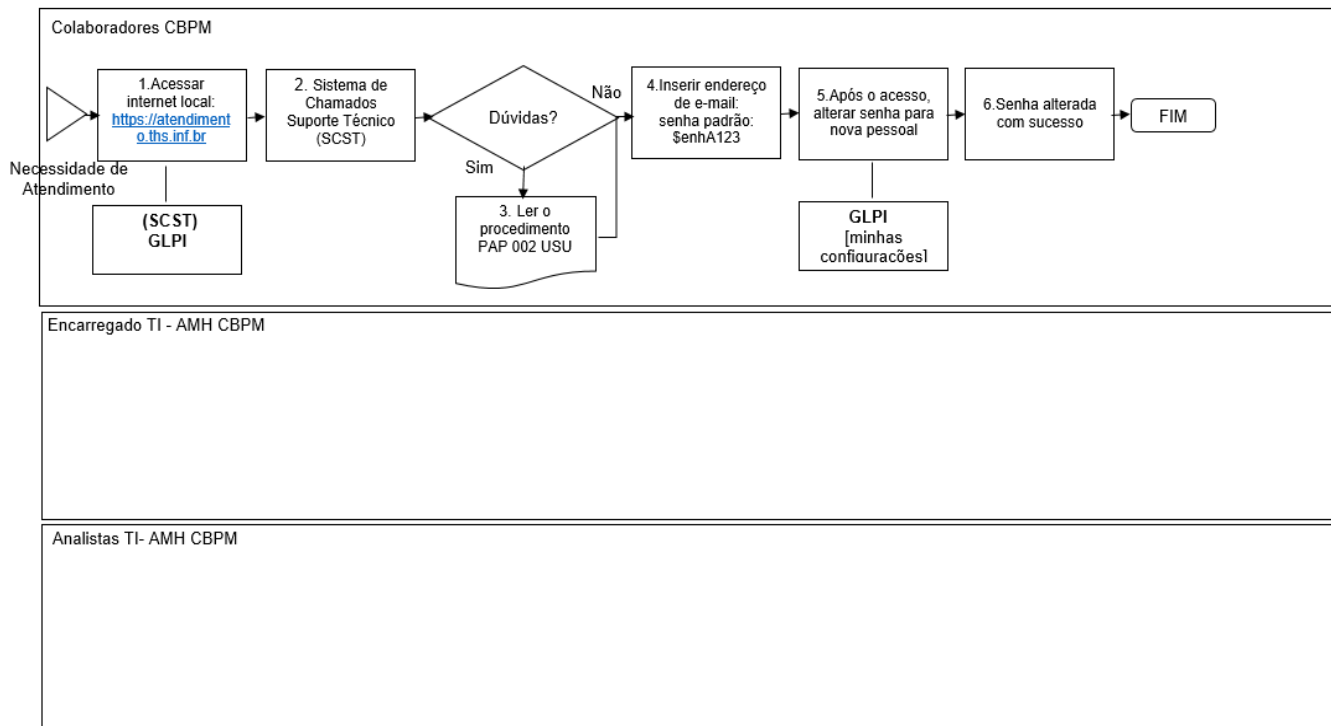 Colaboradores CBPM
Necessidade de
Atendimento
1.Acessar
internet local:
https://atendiment
o.ths.inf.br
(SCST)
GLPI
2. Sistema de
Chamados
Suporte Técnico
(SCST)
Dúvidas?
Não
Sim
3. Ler o
procedimento
PAP 002 USU
4.Inserir endereço
de e-mail:
senha padrão:
$enhA123
5.Após o acesso,
alterar senha para
nova pessoal
GLPI
[minhas
configurações]
6.Senha alterada
com sucesso
FIM
Encarregado TI - AMH CBPM
Analistas TI- AMH CBPM